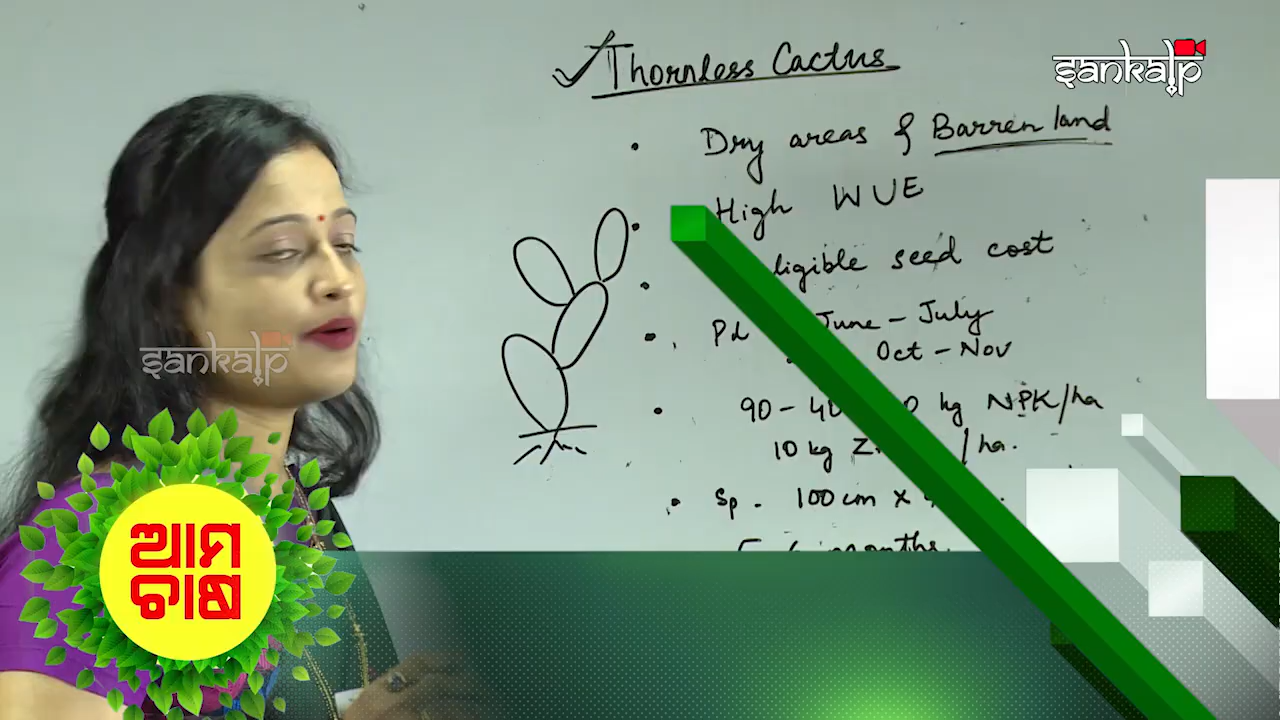 Thornless Cactus
sankalp
Dry areas & Barren land
High WUE
ligible seed cost
Pd June - July
Oct - Nov
90 - 40 kg NPK/ha
10 kg /ha.
Sp. 100 cm x
months.
sankalp
ଆମ
ଚାଷ